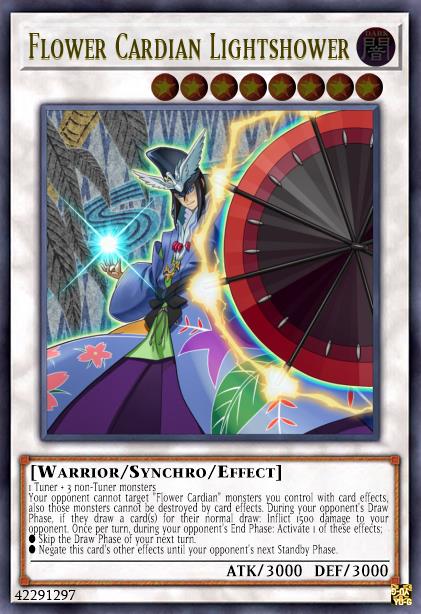 Flower Cardian Lightshower
DARK
闇
[Warrior/Synchro/Effect]
1 Tuner + 3 non-Tuner monsters
Your opponent cannot target "Flower Cardian" monsters you control with card effects,
also those monsters cannot be destroyed by card effects. During your opponent's Draw
Phase, if they draw a card(s) for their normal draw: Inflict 1500 damage to your
opponent. Once per turn, during your opponent's End Phase: Activate 1 of these effects;
● Skip the Draw Phase of your next turn.
● Negate this card's other effects until your opponent's next Standby Phase.
ATK/3000 DEF/3000
42291297